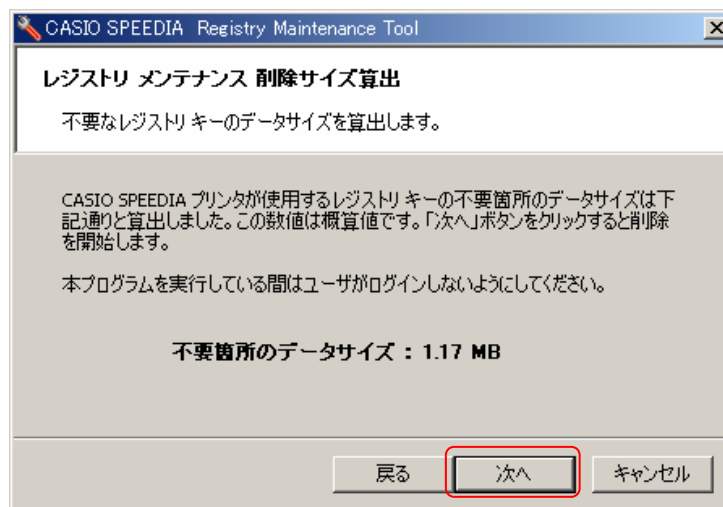 CASIO SPEEDIA Registry Maintenance Tool
レジストリ メンテナンス 削除サイズ算出
不要なレジストリ キーのデータサイズを算出します。
CASIO SPEEDIA プリンタが使用するレジストリ キーの不要箇所のデータサイズは下
記通りと算出しました。この数値は概算値です。「次へ」ボタンをクリックすると削除
を開始します。
本プログラムを実行している間はユーザがログインしないようにしてください。
不要箇所のデータサイズ : 1.17 MB
戻る 次へ キャンセル